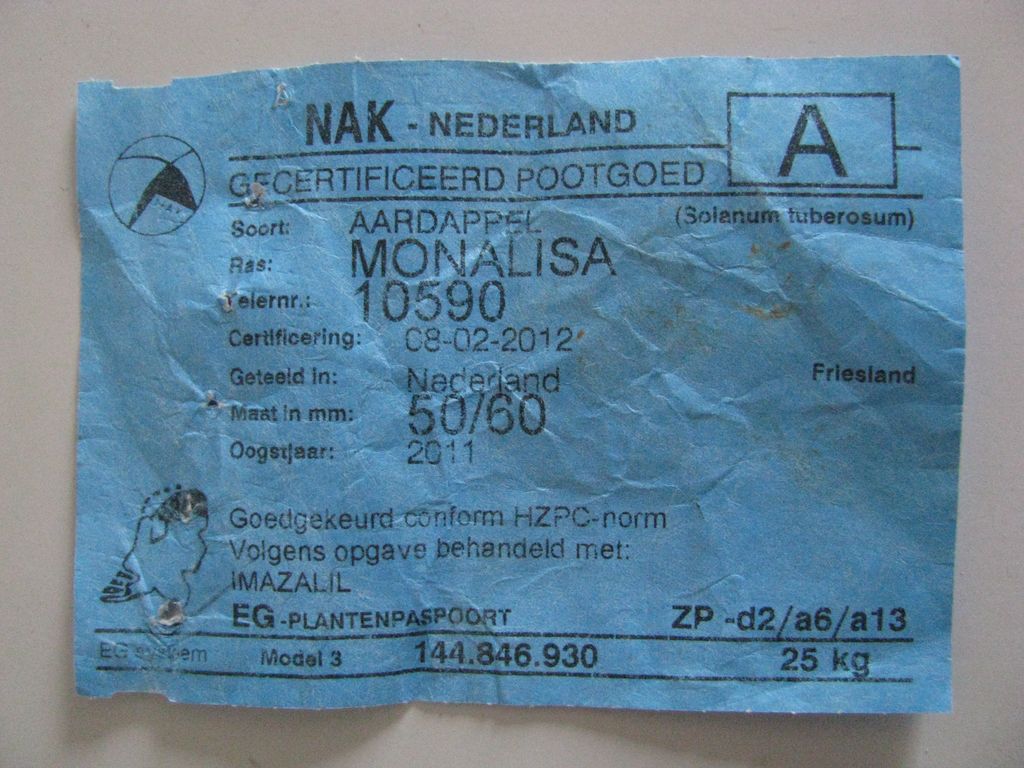 NAK - NEDERLAND
A
GECERTIFICEERD POOTGOED
Soort: AARDAPPEL (Solanum tuberosum)
Ras: MONALISA
Telernr.: 10590
Certificering: 08-02-2012
Geteeld in: Nederland Friesland
Maat in mm: 50/60
Oogstjaar: 2011
Goedgekeurd conform HZPC-norm
Volgens opgave behandeld met:
IMAZALIL
EG -PLANTENPASPOORT ZP -d2/a6/a13
EG systeem Model 3 144.846.930 25 kg